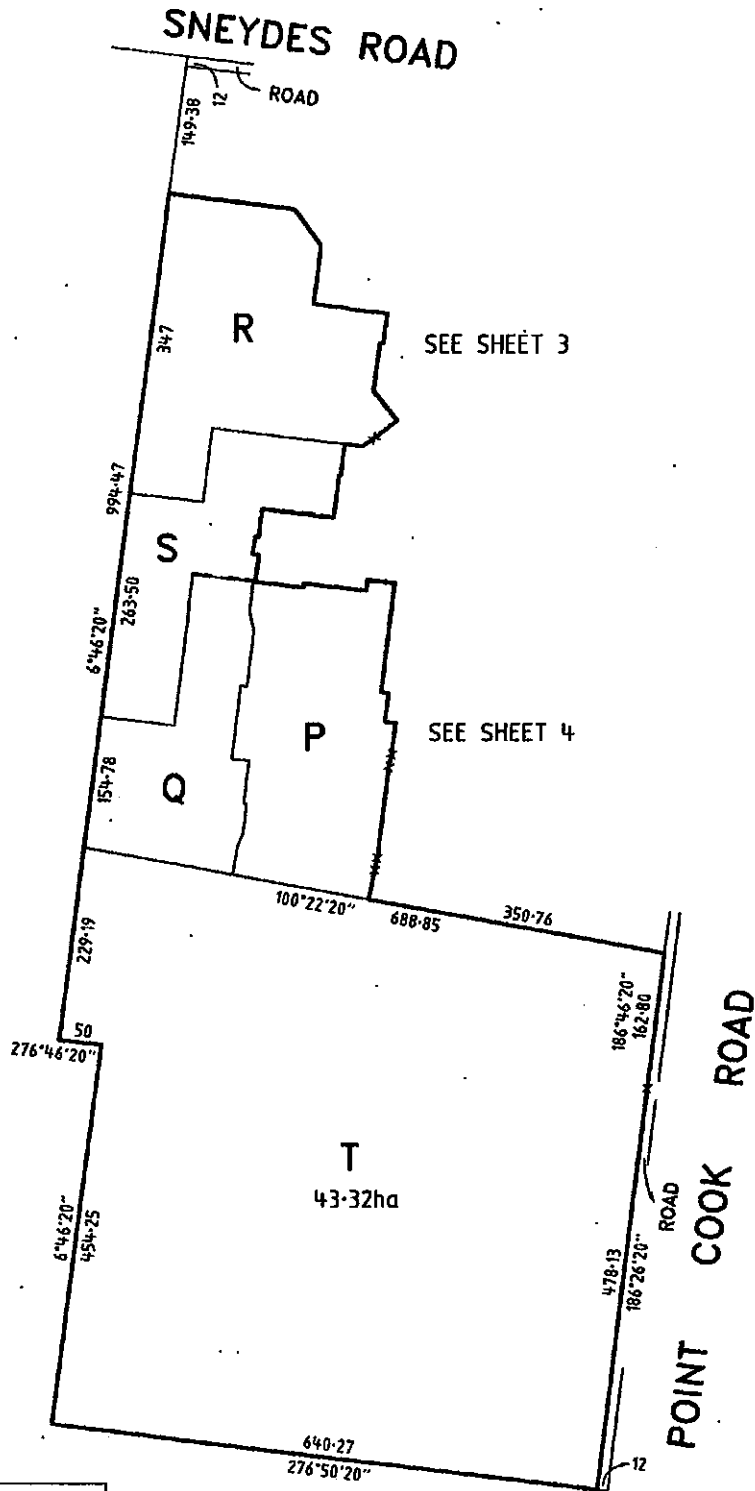 SNEYDES ROAD
12
ROAD
149·38
R
347
SEE SHEET 3
994·47
S
263·50
6°46'20"
P
SEE SHEET 4
Q
154·78
100°22'20"
688·85
350·76
229·19
186°46'20"
162·80
50
276°46'20"
T
43·32ha
ROAD
POINT COOK ROAD
6°46'20"
454·25
478·13
186°26'20"
640·27
276°50'20"
12